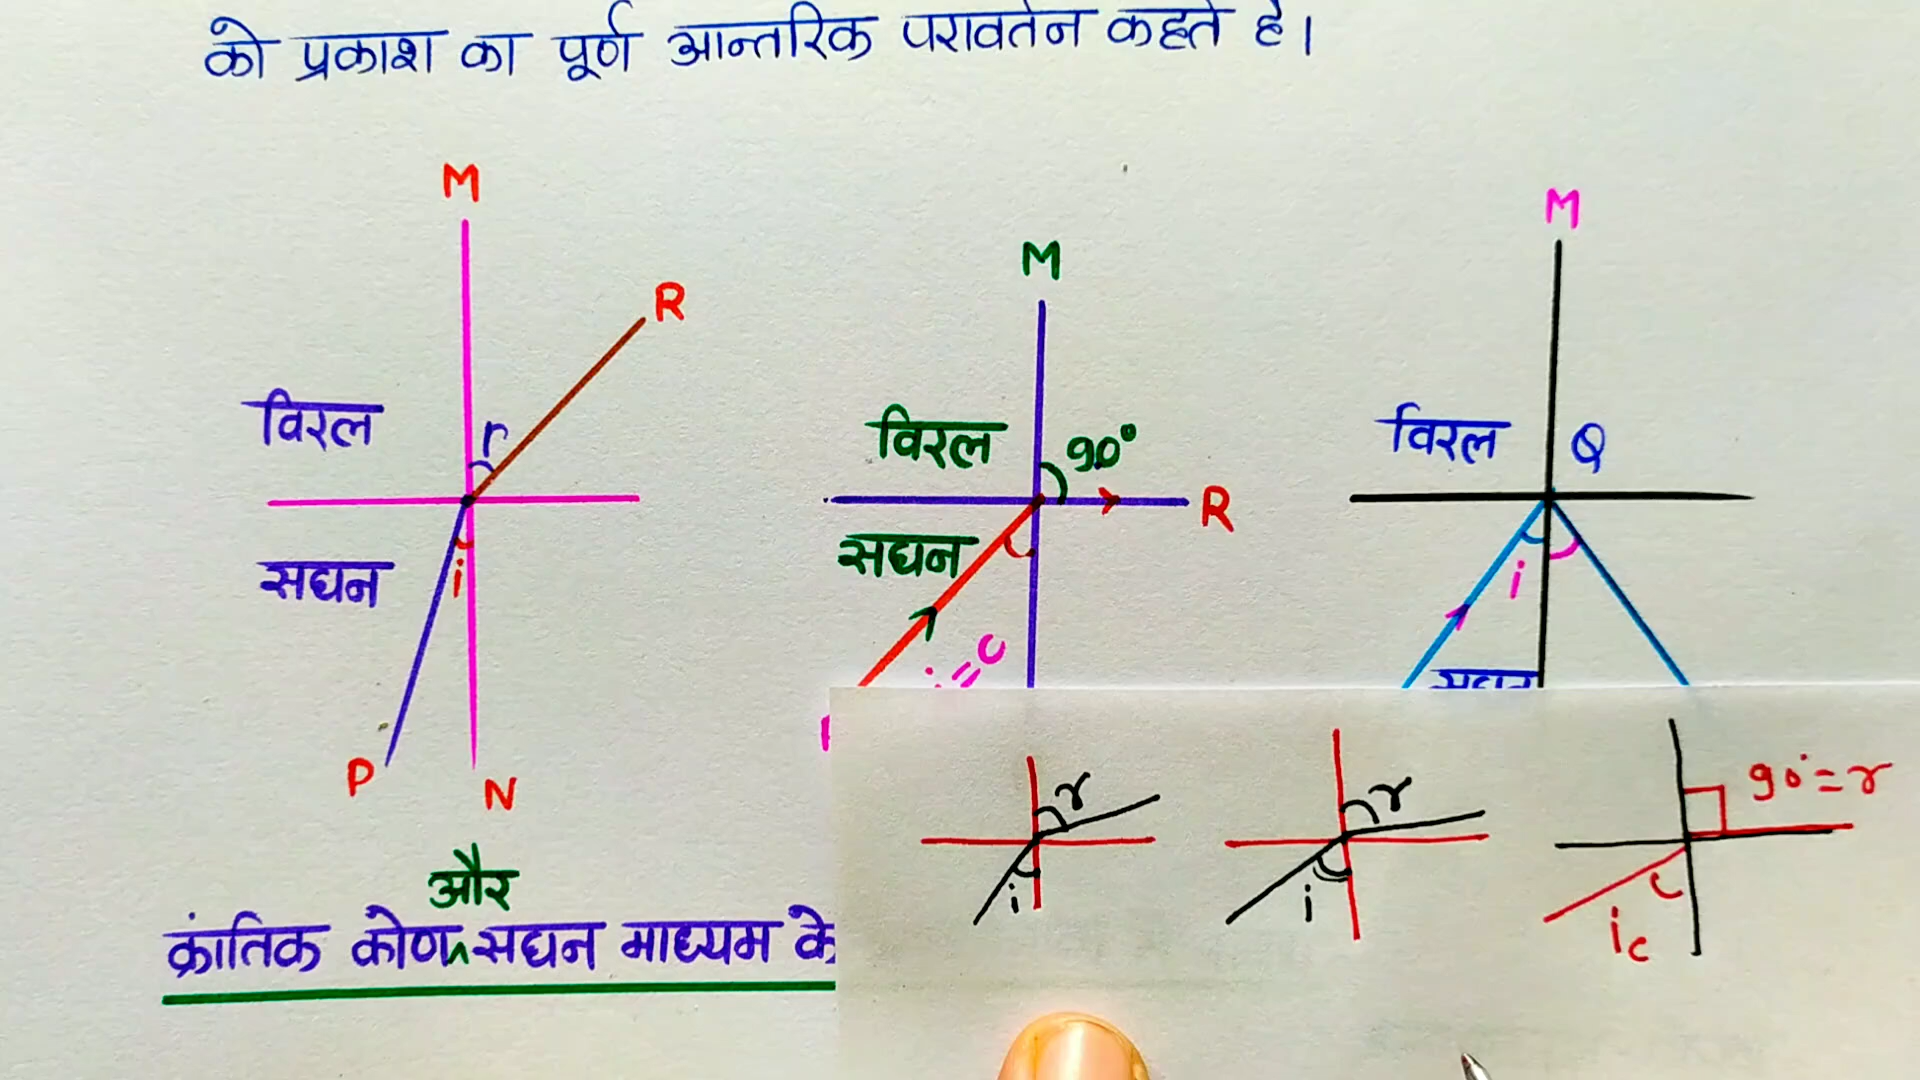 को प्रकाश का पूर्ण आन्तरिक परावर्तन कहते है।
M
M
M
R
विरल
r
विरल
90°
विरल
Q
R
सघन
i
सघन
i
i=c
P
N
r
r
90°=r
i
i
ic
और
क्रांतिक कोण^सघन माध्यम के